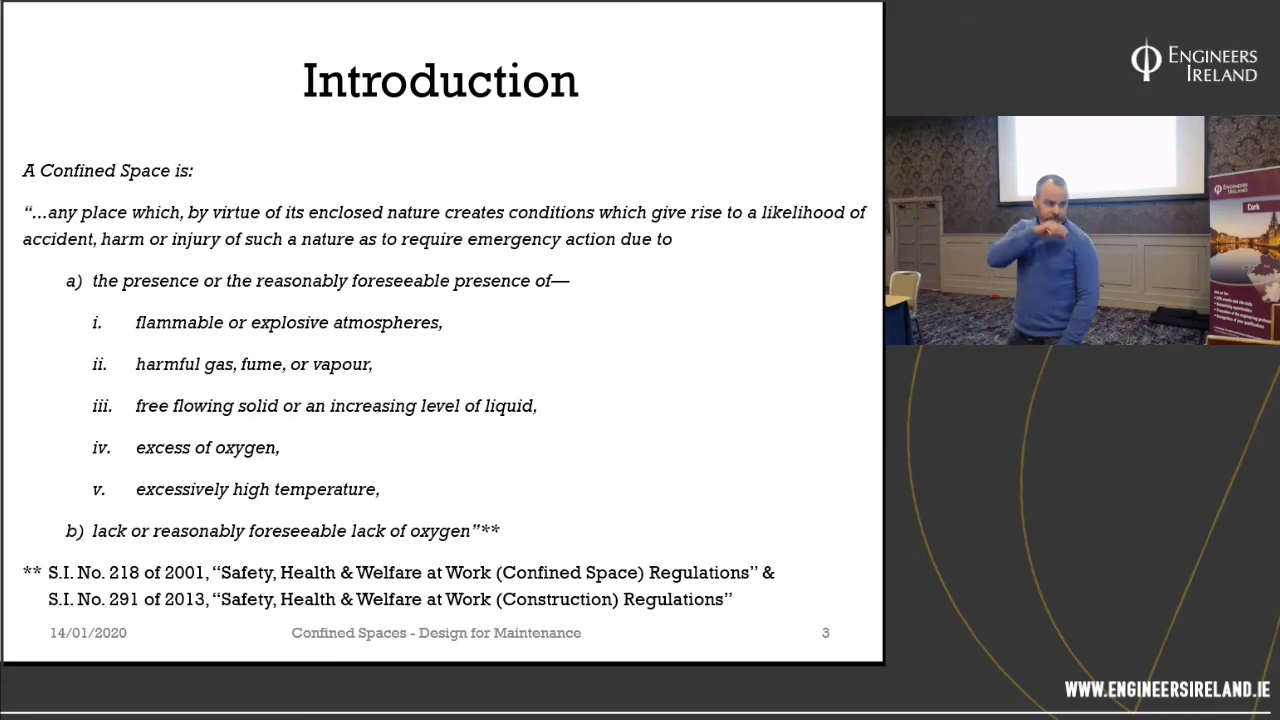 Introduction
A Confined Space is:
“...any place which, by virtue of its enclosed nature creates conditions which give rise to a likelihood of
accident, harm or injury of such a nature as to require emergency action due to
a) the presence or the reasonably foreseeable presence of—
i. flammable or explosive atmospheres,
ii. harmful gas, fume, or vapour,
iii. free flowing solid or an increasing level of liquid,
iv. excess of oxygen,
v. excessively high temperature,
b) lack or reasonably foreseeable lack of oxygen”**
** S.I. No. 218 of 2001, “Safety, Health & Welfare at Work (Confined Space) Regulations” &
S.I. No. 291 of 2013, “Safety, Health & Welfare at Work (Construction) Regulations”
14/01/2020
Confined Spaces - Design for Maintenance
3
ENGINEERS
IRELAND
ENGINEERS
IRELAND
Cork
WWW.ENGINEERSIRELAND.IE